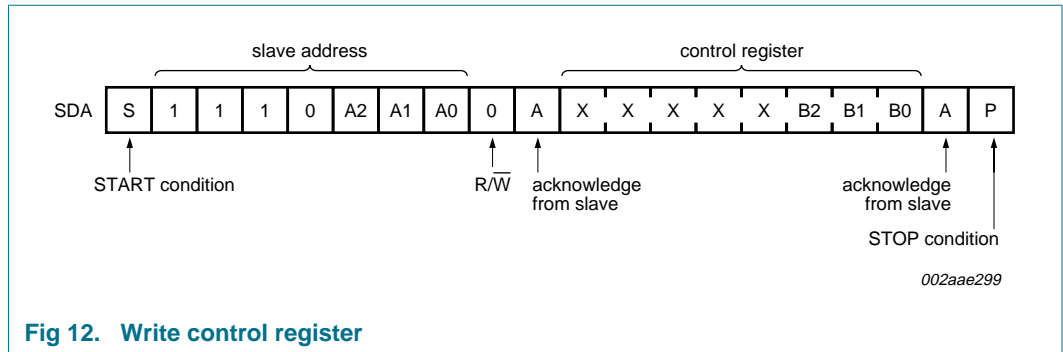 slave address control register
SDA S 1 1 1 0 A2 A1 A0 0 A X X X X X B2 B1 B0 A P
START condition R/W̅ acknowledge from slave acknowledge from slave
STOP condition
002aae299
Fig 12. Write control register